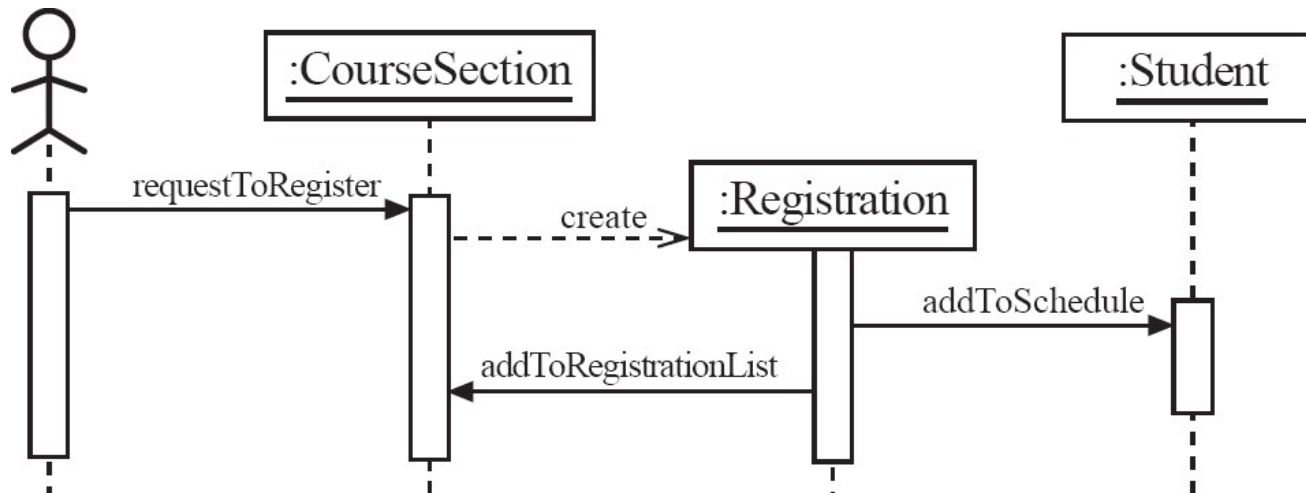 :CourseSection
:Student
:Registration
requestToRegister
create
addToSchedule
addToRegistrationList